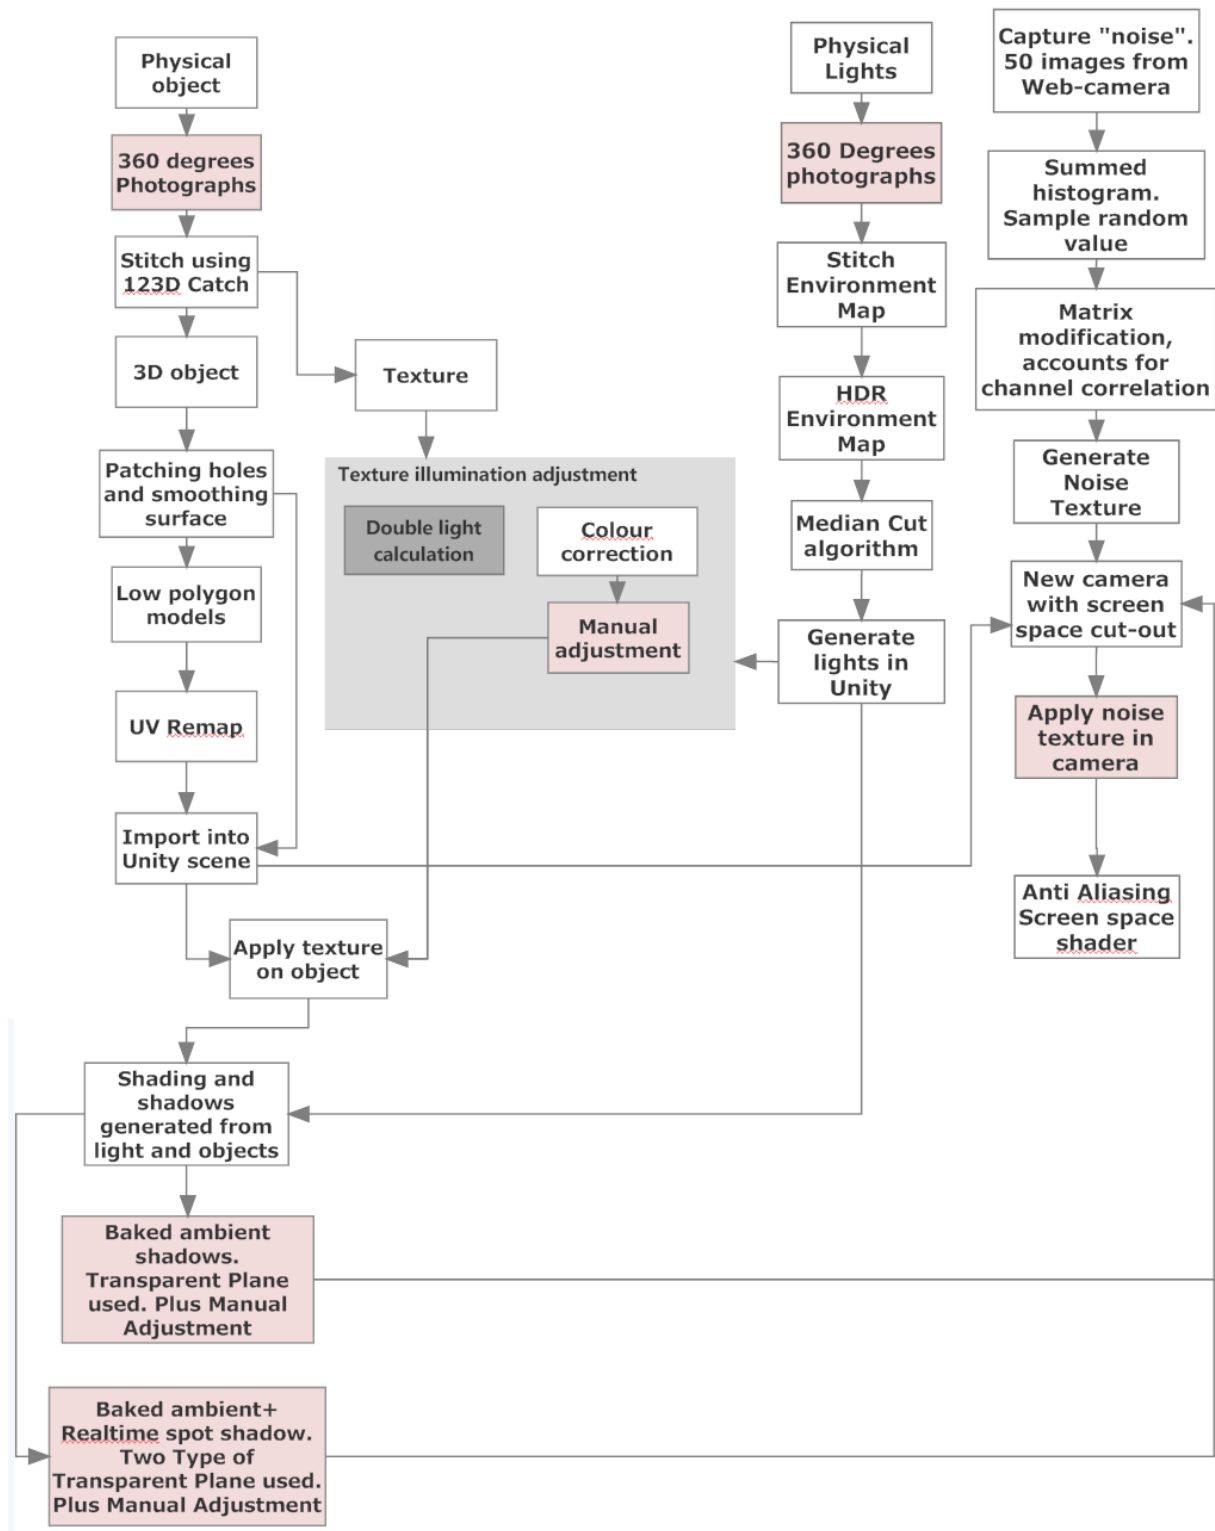 Physical
object
360 degrees
Photographs
Stitch using
123D Catch
3D object
Patching holes
and smoothing
surface
Low polygon
models
UV Remap
Import into
Unity scene
Texture
Texture illumination adjustment
Double light
calculation
Colour
correction
Manual
adjustment
Apply texture
on object
Shading and
shadows
generated from
light and objects
Baked ambient
shadows.
Transparent Plane
used. Plus Manual
Adjustment
Baked ambient+
Realtime spot shadow.
Two Type of
Transparent Plane used.
Plus Manual Adjustment
Physical
Lights
360 Degrees
photographs
Stitch
Environment
Map
HDR
Environment
Map
Median Cut
algorithm
Generate
lights in
Unity
Capture "noise".
50 images from
Web-camera
Summed
histogram.
Sample random
value
Matrix
modification,
accounts for
channel correlation
Generate
Noise
Texture
New camera
with screen
space cut-out
Apply noise
texture in
camera
Anti Aliasing
Screen space
shader